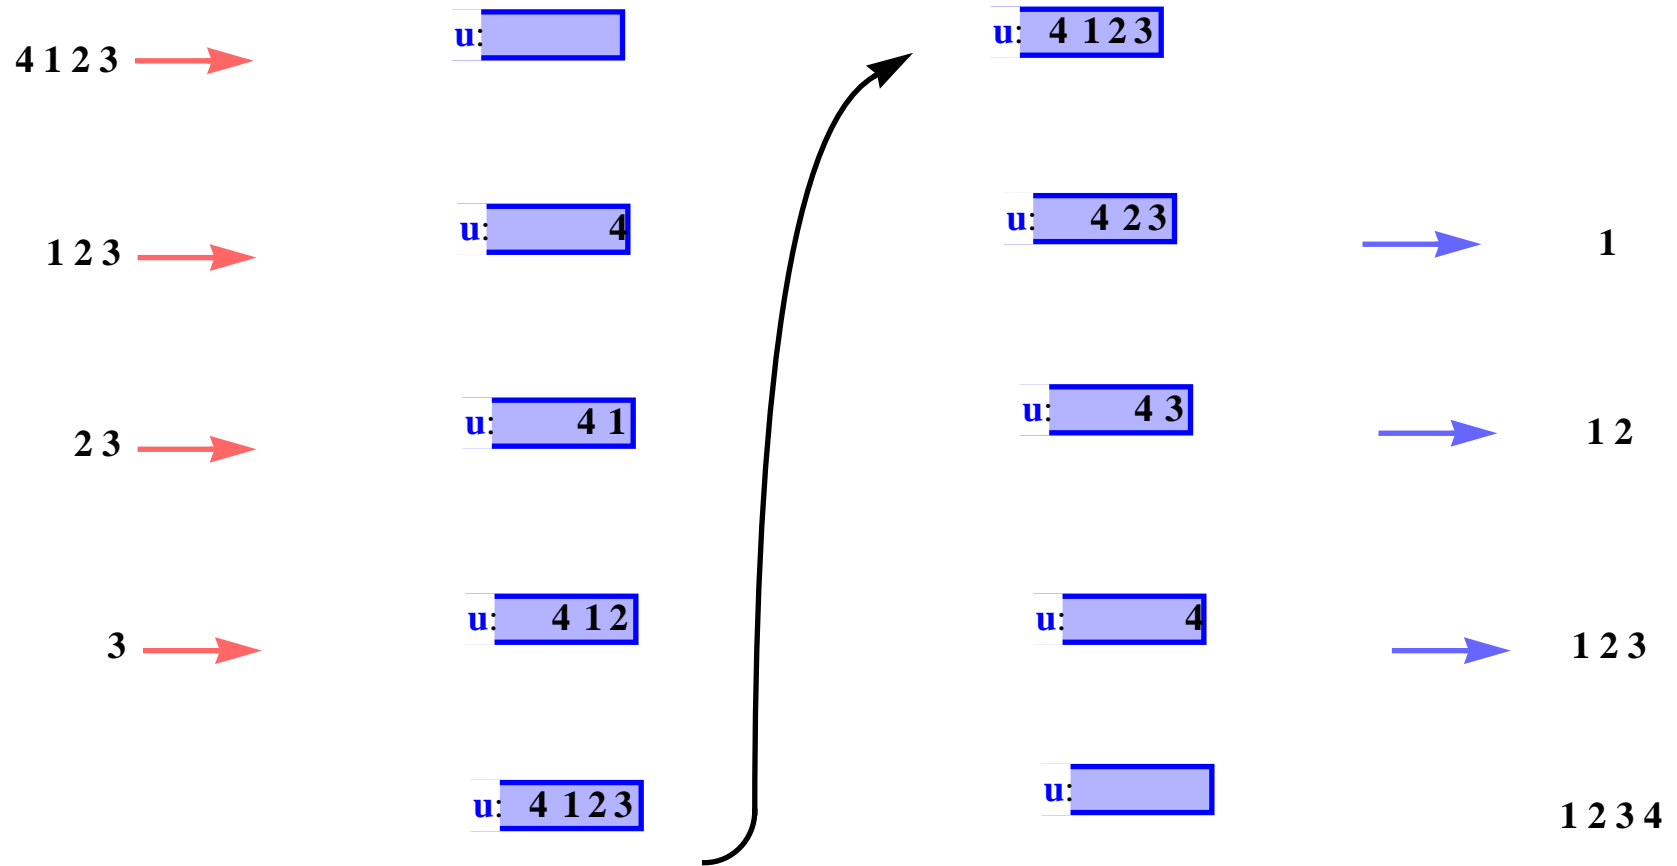 4 1 2 3
u:
1 2 3
u: 4
2 3
u: 4 1
3
u: 4 1 2
u: 4 1 2 3
u: 4 1 2 3
u: 4 2 3
1
u: 4 3
1 2
u: 4
1 2 3
u:
1 2 3 4